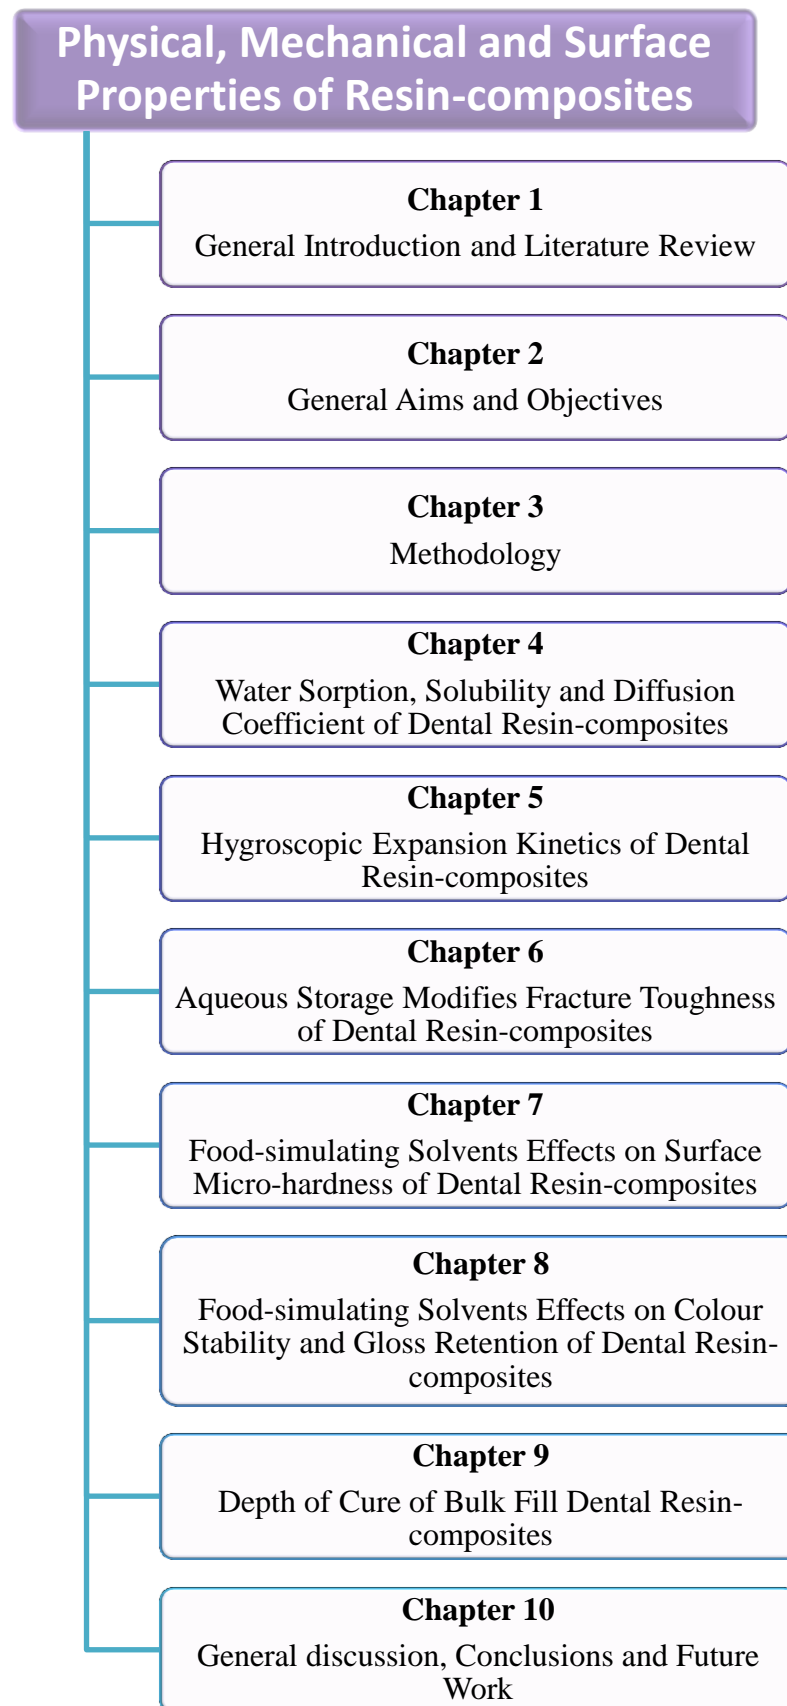 Physical, Mechanical and Surface
Properties of Resin-composites
Chapter 1
General Introduction and Literature Review
Chapter 2
General Aims and Objectives
Chapter 3
Methodology
Chapter 4
Water Sorption, Solubility and Diffusion
Coefficient of Dental Resin-composites
Chapter 5
Hygroscopic Expansion Kinetics of Dental
Resin-composites
Chapter 6
Aqueous Storage Modifies Fracture Toughness
of Dental Resin-composites
Chapter 7
Food-simulating Solvents Effects on Surface
Micro-hardness of Dental Resin-composites
Chapter 8
Food-simulating Solvents Effects on Colour
Stability and Gloss Retention of Dental Resin-
composites
Chapter 9
Depth of Cure of Bulk Fill Dental Resin-
composites
Chapter 10
General discussion, Conclusions and Future
Work